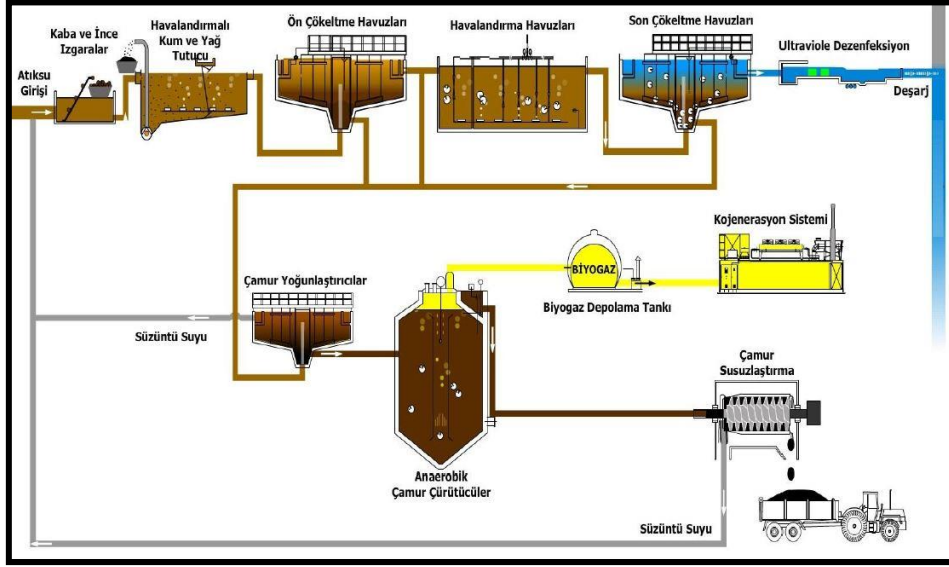 Kaba ve İnce
Izgaralar
Atıksu
Girişi
Havalandırmalı
Kum ve Yağ
Tutucu
Ön Çökeltme Havuzları
Havalandırma Havuzları
Son Çökeltme Havuzları
Ultraviole Dezenfeksiyon
Deşarj
Kojenerasyon Sistemi
BİYOGAZ
Biyogaz Depolama Tankı
Çamur Yoğunlaştırıcılar
Süzüntü Suyu
Çamur
Susuzlaştırma
Anaerobik
Çamur Çürütücüler
Süzüntü Suyu